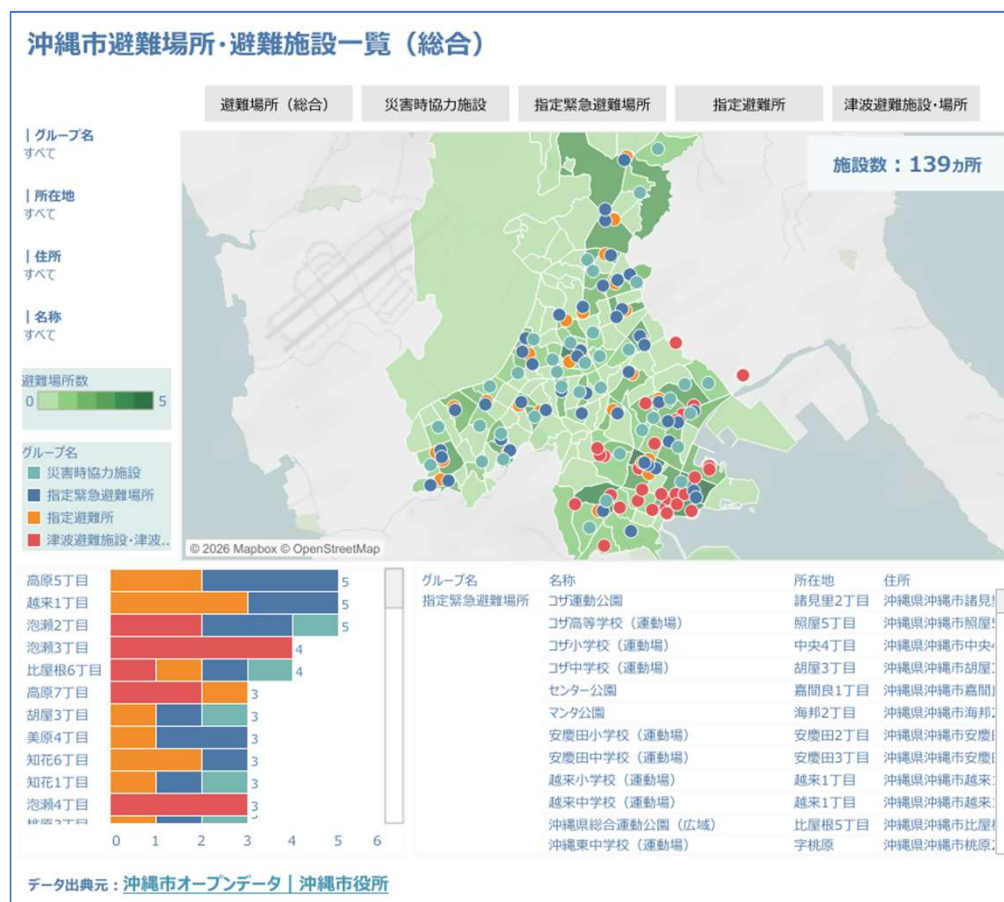 沖縄市避難場所・避難施設一覧（総合）
避難場所（総合）
災害時協力施設
指定緊急避難場所
指定避難所
津波避難施設・場所
| グループ名
すべて
| 所在地
すべて
| 住所
すべて
| 名称
すべて
施設数：139ヵ所
避難場所数
0 5
グループ名
災害時協力施設
指定緊急避難場所
指定避難所
津波避難施設・津波..
© 2026 Mapbox © OpenStreetMap
高原5丁目 5
越来1丁目 5
泡瀬2丁目 5
泡瀬3丁目 4
比屋根6丁目 4
高原7丁目 3
胡屋3丁目 3
美原4丁目 3
知花6丁目 3
知花1丁目 3
泡瀬4丁目 3
0 1 2 3 4 5 6
グループ名 名称 所在地 住所
指定緊急避難場所 コザ運動公園 諸見里2丁目 沖縄県沖縄市諸見
コザ高等学校（運動場） 照屋5丁目 沖縄県沖縄市照屋
コザ小学校（運動場） 中央4丁目 沖縄県沖縄市中央
コザ中学校（運動場） 胡屋3丁目 沖縄県沖縄市胡屋
センター公園 嘉間良1丁目 沖縄県沖縄市嘉間
マンタ公園 海邦2丁目 沖縄県沖縄市海邦
安慶田小学校（運動場） 安慶田2丁目 沖縄県沖縄市安慶
安慶田中学校（運動場） 安慶田3丁目 沖縄県沖縄市安慶
越来小学校（運動場） 越来1丁目 沖縄県沖縄市越来
越来中学校（運動場） 越来1丁目 沖縄県沖縄市越来
沖縄県総合運動公園（広域） 比屋根5丁目 沖縄県沖縄市比屋
沖縄東中学校（運動場） 字桃原 沖縄県沖縄市桃原
データ出典元：沖縄市オープンデータ | 沖縄市役所